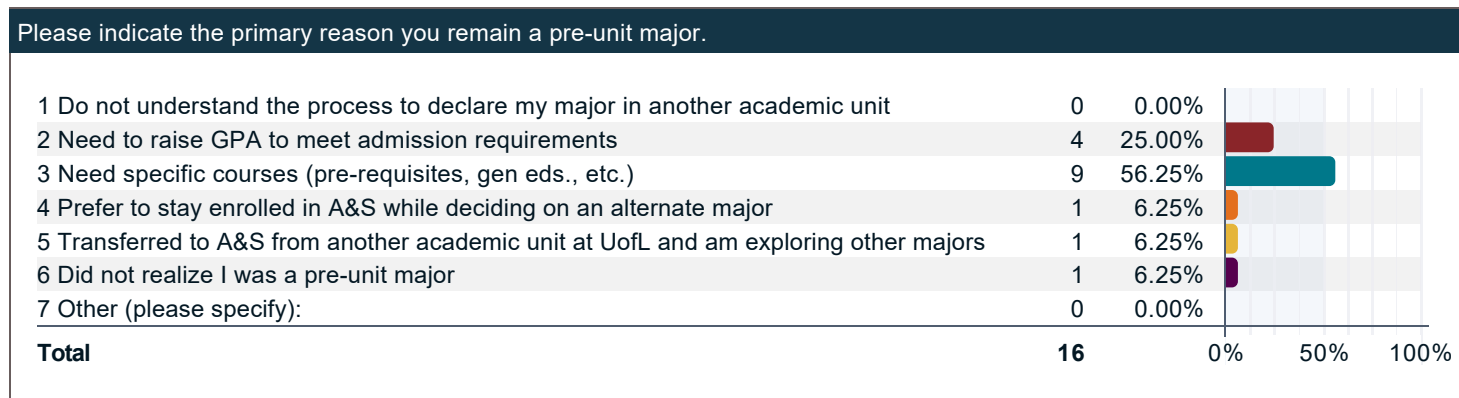 Please indicate the primary reason you remain a pre-unit major.
1 Do not understand the process to declare my major in another academic unit 0 0.00%
2 Need to raise GPA to meet admission requirements 4 25.00%
3 Need specific courses (pre-requisites, gen eds., etc.) 9 56.25%
4 Prefer to stay enrolled in A&S while deciding on an alternate major 1 6.25%
5 Transferred to A&S from another academic unit at UofL and am exploring other majors 1 6.25%
6 Did not realize I was a pre-unit major 1 6.25%
7 Other (please specify): 0 0.00%
Total 16 0% 50% 100%